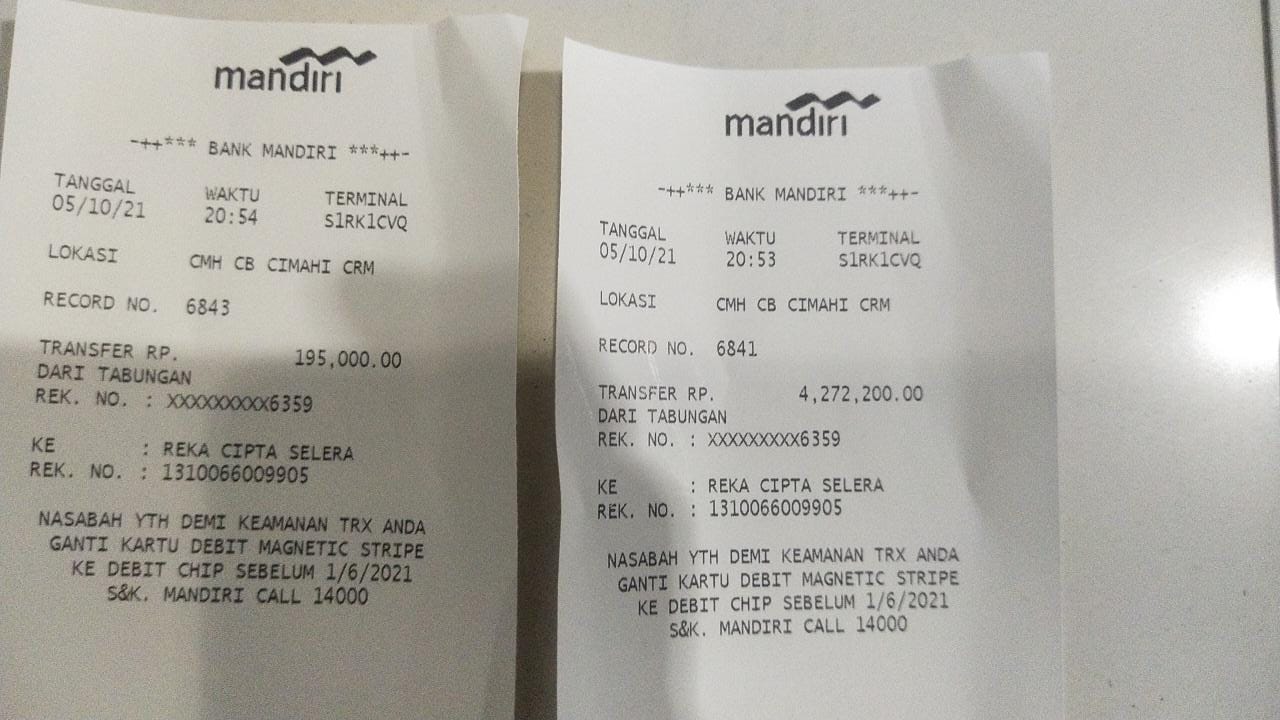 mandiri
-++*** BANK MANDIRI ***++-
TANGGAL WAKTU TERMINAL
05/10/21 20:54 S1RK1CVQ
LOKASI CMH CB CIMAHI CRM
RECORD NO. 6843
TRANSFER RP. 195,000.00
DARI TABUNGAN
REK. NO. : XXXXXXXXX6359
KE : REKA CIPTA SELERA
REK. NO. : 1310066009905
NASABAH YTH DEMI KEAMANAN TRX ANDA
GANTI KARTU DEBIT MAGNETIC STRIPE
KE DEBIT CHIP SEBELUM 1/6/2021
S&K. MANDIRI CALL 14000
mandiri
-++*** BANK MANDIRI ***++-
TANGGAL WAKTU TERMINAL
05/10/21 20:53 S1RK1CVQ
LOKASI CMH CB CIMAHI CRM
RECORD NO. 6841
TRANSFER RP. 4,272,200.00
DARI TABUNGAN
REK. NO. : XXXXXXXXX6359
KE : REKA CIPTA SELERA
REK. NO. : 1310066009905
NASABAH YTH DEMI KEAMANAN TRX ANDA
GANTI KARTU DEBIT MAGNETIC STRIPE
KE DEBIT CHIP SEBELUM 1/6/2021
S&K. MANDIRI CALL 14000